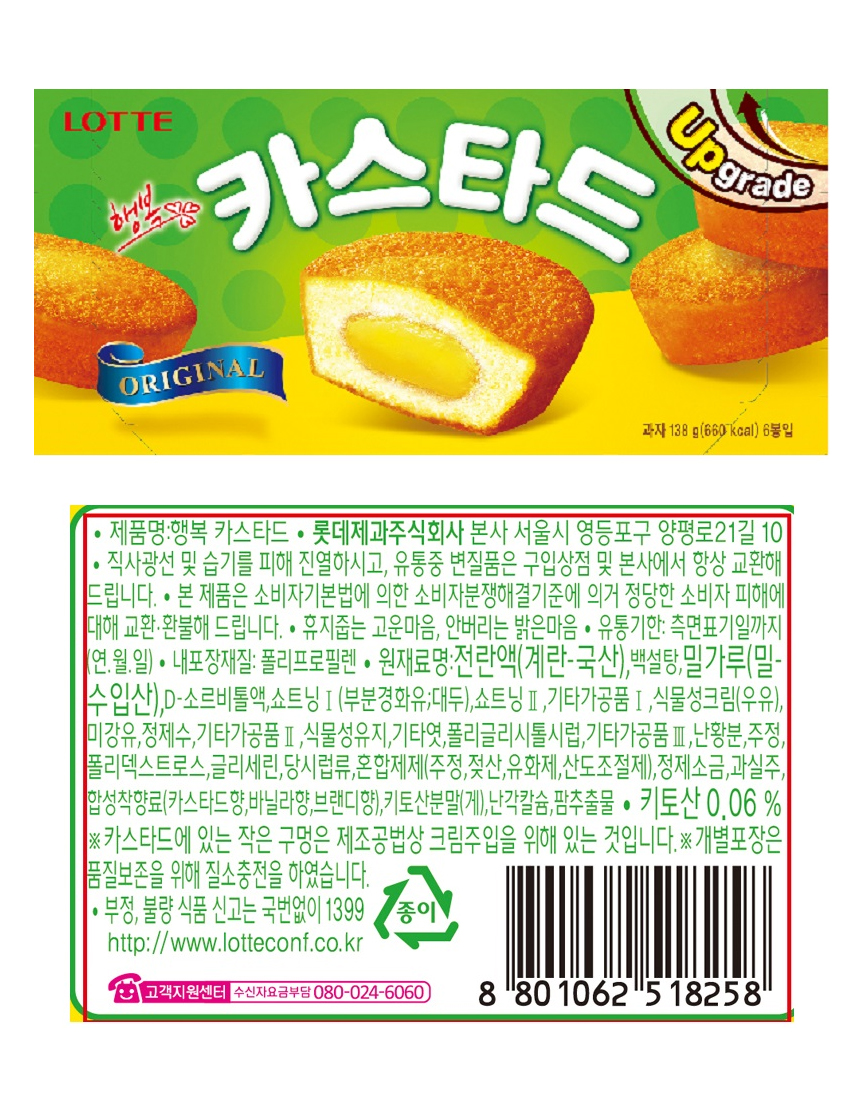 LOTTE
행복
카스타드
Upgrade
ORIGINAL
과자 138 g(660 kcal) 6봉입
• 제품명:행복 카스타드 • 롯데제과주식회사 본사 서울시 영등포구 양평로21길 10
• 직사광선 및 습기를 피해 진열하시고, 유통중 변질품은 구입상점 및 본사에서 항상 교환해
드립니다. • 본 제품은 소비자기본법에 의한 소비자분쟁해결기준에 의거 정당한 소비자 피해에
대해 교환·환불해 드립니다. • 휴지줍는 고운마음, 안버리는 밝은마음 • 유통기한: 측면표기일까지
(연.월.일) • 내포장재질: 폴리프로필렌 • 원재료명:전란액(계란-국산),백설탕,밀가루(밀-
수입산),D-소르비톨액,쇼트닝Ⅰ(부분경화유;대두),쇼트닝Ⅱ,기타가공품Ⅰ,식물성크림(우유),
미강유,정제수,기타가공품Ⅱ,식물성유지,기타엿,폴리글리시톨시럽,기타가공품Ⅲ,난황분,주정,
폴리덱스트로스,글리세린,당시럽류,혼합제제(주정,젖산,유화제,산도조절제),정제소금,과실주,
합성착향료(카스타드향,바닐라향,브랜디향),키토산분말(게),난각칼슘,팜추출물 • 키토산 0.06 %
※카스타드에 있는 작은 구멍은 제조공법상 크림주입을 위해 있는 것입니다.※개별포장은
품질보존을 위해 질소충전을 하였습니다.
• 부정, 불량 식품 신고는 국번없이 1399
종이
http://www.lotteconf.co.kr
고객지원센터 수신자요금부담 080-024-6060
8 801062 518258